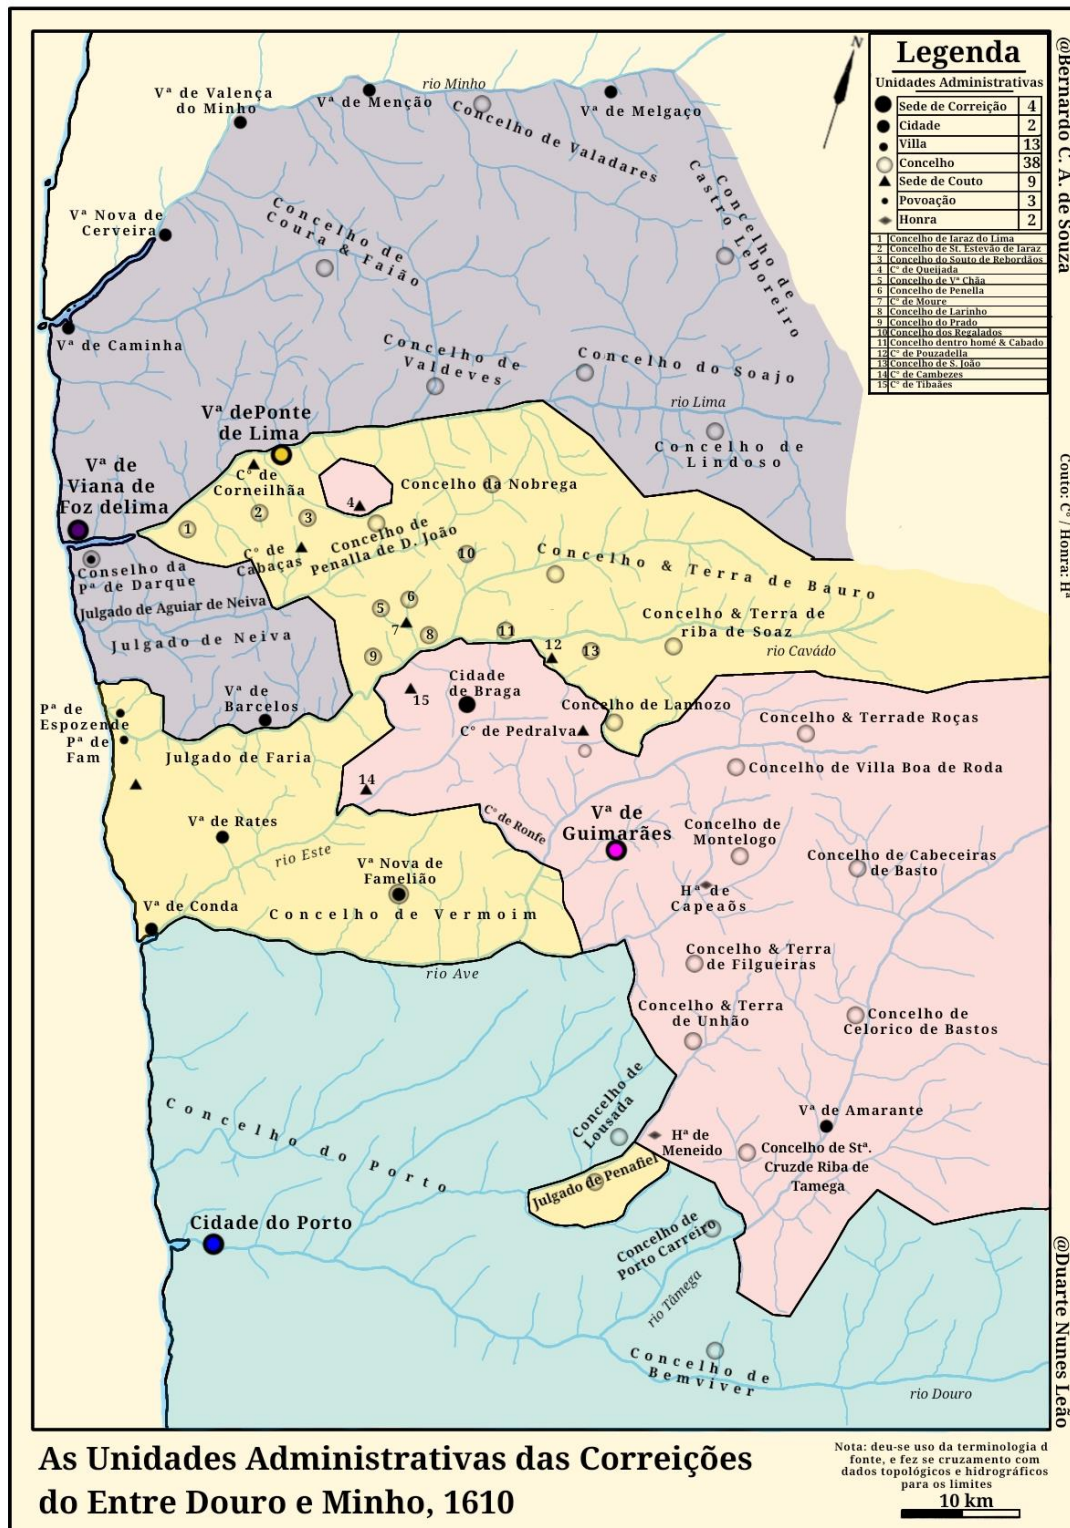 Legenda
Unidades Administrativas
Sede de Correição 4
Cidade 2
Villa 13
Concelho 38
Sede de Couto 9
Povoação 3
Honra 2
1 Concelho de Iaraz do Lima
2 Concelho de St. Estevão de Iaraz
3 Concelho do Souto de Rebordãos
4 C° de Queijada
5 Concelho de Vª Chãa
6 Concelho de Penella
7 C° de Moure
8 Concelho de Larinho
9 Concelho do Prado
10 Concelho dos Regalados
11 Concelho dentro homé & Cabado
12 C° de Pouzadella
13 Concelho de S. João
14 C° de Cambezes
15 C° de Tibaães
@Bernardo C. A. de Souza
Couto: C° / Honra: Hª
@Duarte Nunes Leão
N
rio Minho
Vª de Valença
do Minho
Vª de Menção
Concelho de Valadares
Vª de Melgaço
Concelho de
Castro Leboreiro
Vª Nova de
Cerveira
Concelho de
Coura & Faião
Vª de Caminha
Concelho de
Valdeves
Concelho do Soajo
rio Lima
Concelho de
Lindoso
Vª dePonte
de Lima
Vª de
Viana de
Foz delima
C° de
Corneilhãa
4
Concelho da Nobrega
1
2
3
Concelho de
Penalla de D. João
C° de
Cabaças
10
Concelho & Terra de Bauro
Conselho da
Pª de Darque
Julgado de Aguiar de Neiva
Julgado de Neiva
5
6
7
8
9
11
12
13
Concelho & Terra de
riba de Soaz
rio Cavádo
Vª de
Barcelos
15
Cidade
de Braga
Concelho de Lanhozo
C° de Pedralva
Pª de
Espozende
Pª de
Fam
Julgado de Faria
14
Concelho & Terrade Roças
Concelho de Villa Boa de Roda
Vª de Rates
rio Este
C° de Ronfe
Vª de
Guimarães
Concelho de
Montelogo
Concelho de Cabeceiras
de Basto
Vª Nova de
Famelião
Hª de
Capeaõs
Vª de Conda
Concelho de Vermoim
rio Ave
Concelho & Terra
de Filgueiras
Concelho & Terra
de Unhão
Concelho de
Celorico de Bastos
Concelho de
Lousada
Concelho do Porto
Hª de
Meneido
Vª de Amarante
Concelho de Stª.
Cruzde Riba de
Tamega
Julgado de Penafiel
Cidade do Porto
Concelho de
Porto Carreiro
rio Tâmega
Concelho de
Bemviver
rio Douro
As Unidades Administrativas das Correições
do Entre Douro e Minho, 1610
Nota: deu-se uso da terminologia d
fonte, e fez se cruzamento com
dados topológicos e hidrográficos
para os limites
10 km